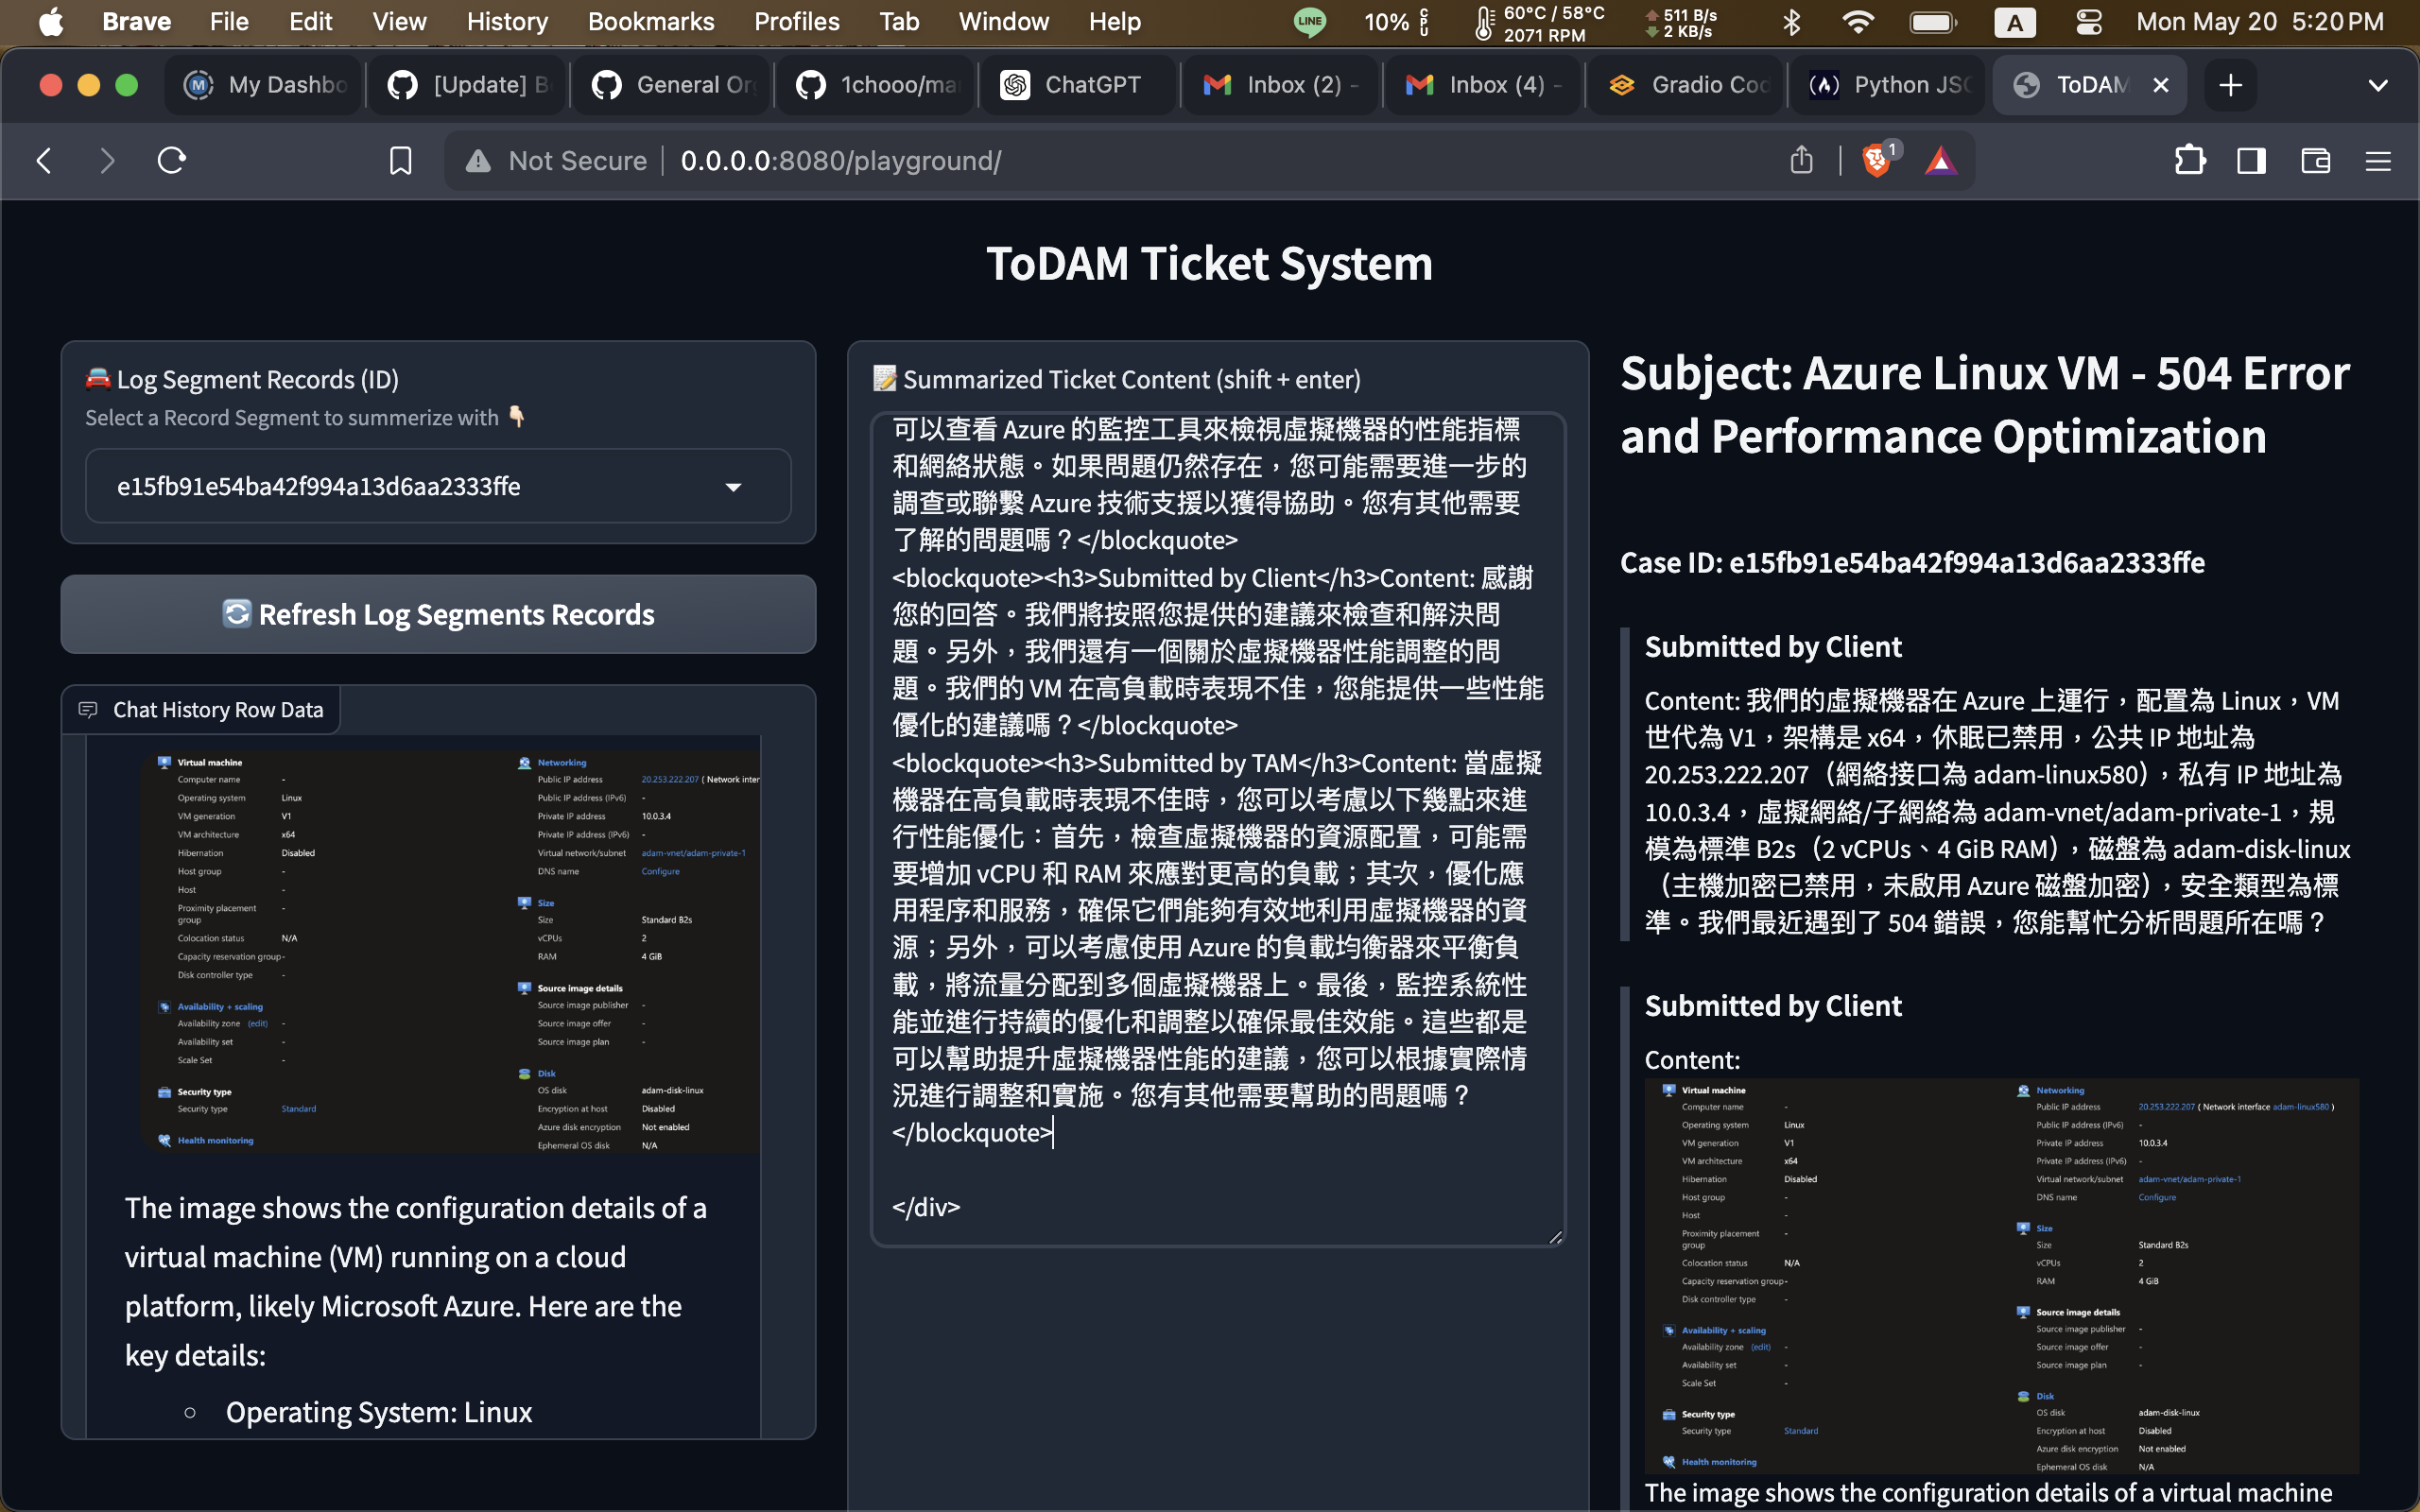 Brave File Edit View History Bookmarks Profiles Tab Window Help
LINE 10% CPU 60°C / 58°C 2071 RPM 511 B/s 2 KB/s A Mon May 20 5:20 PM
My Dashbo [Update] B General Or 1chooo/ma ChatGPT Inbox (2) - Inbox (4) - Gradio Coo Python JSO ToDAM
Not Secure 0.0.0.0:8080/playground/ 1
ToDAM Ticket System
Log Segment Records (ID)
Select a Record Segment to summerize with
e15fb91e54ba42f994a13d6aa2333ffe
Refresh Log Segments Records
Chat History Row Data
Virtual machine
Computer name -
Operating system Linux
VM generation V1
VM architecture x64
Hibernation Disabled
Host group -
Host -
Proximity placement -
group
Colocation status N/A
Capacity reservation group -
Disk controller type -
Availability + scaling
Availability zone (edit) -
Availability set -
Scale Set -
Security type
Security type Standard
Health monitoring
Networking
Public IP address 20.253.222.207 ( Network inter
Public IP address (IPv6) -
Private IP address 10.0.3.4
Private IP address (IPv6) -
Virtual network/subnet adam-vnet/adam-private-1
DNS name Configure
Size
Size Standard B2s
vCPUs 2
RAM 4 GiB
Source image details
Source image publisher -
Source image offer -
Source image plan -
Disk
OS disk adam-disk-linux
Encryption at host Disabled
Azure disk encryption Not enabled
Ephemeral OS disk N/A
The image shows the configuration details of a
virtual machine (VM) running on a cloud
platform, likely Microsoft Azure. Here are the
key details:
Operating System: Linux
Summarized Ticket Content (shift + enter)
可以查看 Azure 的監控工具來檢視虛擬機器的性能指標
和網絡狀態。如果問題仍然存在，您可能需要進一步的
調查或聯繫 Azure 技術支援以獲得協助。您有其他需要
了解的問題嗎？</blockquote>
<blockquote><h3>Submitted by Client</h3>Content: 感謝
您的回答。我們將按照您提供的建議來檢查和解決問
題。另外，我們還有一個關於虛擬機器性能調整的問
題。我們的 VM 在高負載時表現不佳，您能提供一些性能
優化的建議嗎？</blockquote>
<blockquote><h3>Submitted by TAM</h3>Content: 當虛擬
機器在高負載時表現不佳時，您可以考慮以下幾點來進
行性能優化：首先，檢查虛擬機器的資源配置，可能需
要增加 vCPU 和 RAM 來應對更高的負載；其次，優化應
用程序和服務，確保它們能夠有效地利用虛擬機器的資
源；另外，可以考慮使用 Azure 的負載均衡器來平衡負
載，將流量分配到多個虛擬機器上。最後，監控系統性
能並進行持續的優化和調整以確保最佳效能。這些都是
可以幫助提升虛擬機器性能的建議，您可以根據實際情
況進行調整和實施。您有其他需要幫助的問題嗎？
</blockquote>
</div>
Subject: Azure Linux VM - 504 Error
and Performance Optimization
Case ID: e15fb91e54ba42f994a13d6aa2333ffe
Submitted by Client
Content: 我們的虛擬機器在 Azure 上運行，配置為 Linux，VM
世代為 V1，架構是 x64，休眠已禁用，公共 IP 地址為
20.253.222.207（網絡接口為 adam-linux580），私有 IP 地址為
10.0.3.4，虛擬網絡/子網絡為 adam-vnet/adam-private-1，規
模為標準 B2s（2 vCPUs、4 GiB RAM），磁盤為 adam-disk-linux
（主機加密已禁用，未啟用 Azure 磁盤加密），安全類型為標
準。我們最近遇到了 504 錯誤，您能幫忙分析問題所在嗎？
Submitted by Client
Content:
Virtual machine
Computer name -
Operating system Linux
VM generation V1
VM architecture x64
Hibernation Disabled
Host group -
Host -
Proximity placement -
group
Colocation status N/A
Capacity reservation group -
Disk controller type -
Availability + scaling
Availability zone (edit) -
Availability set -
Scale Set -
Security type
Security type Standard
Health monitoring
Networking
Public IP address 20.253.222.207 ( Network interface adam-linux580 )
Public IP address (IPv6) -
Private IP address 10.0.3.4
Private IP address (IPv6) -
Virtual network/subnet adam-vnet/adam-private-1
DNS name Configure
Size
Size Standard B2s
vCPUs 2
RAM 4 GiB
Source image details
Source image publisher -
Source image offer -
Source image plan -
Disk
OS disk adam-disk-linux
Encryption at host Disabled
Azure disk encryption Not enabled
Ephemeral OS disk N/A
The image shows the configuration details of a virtual machine